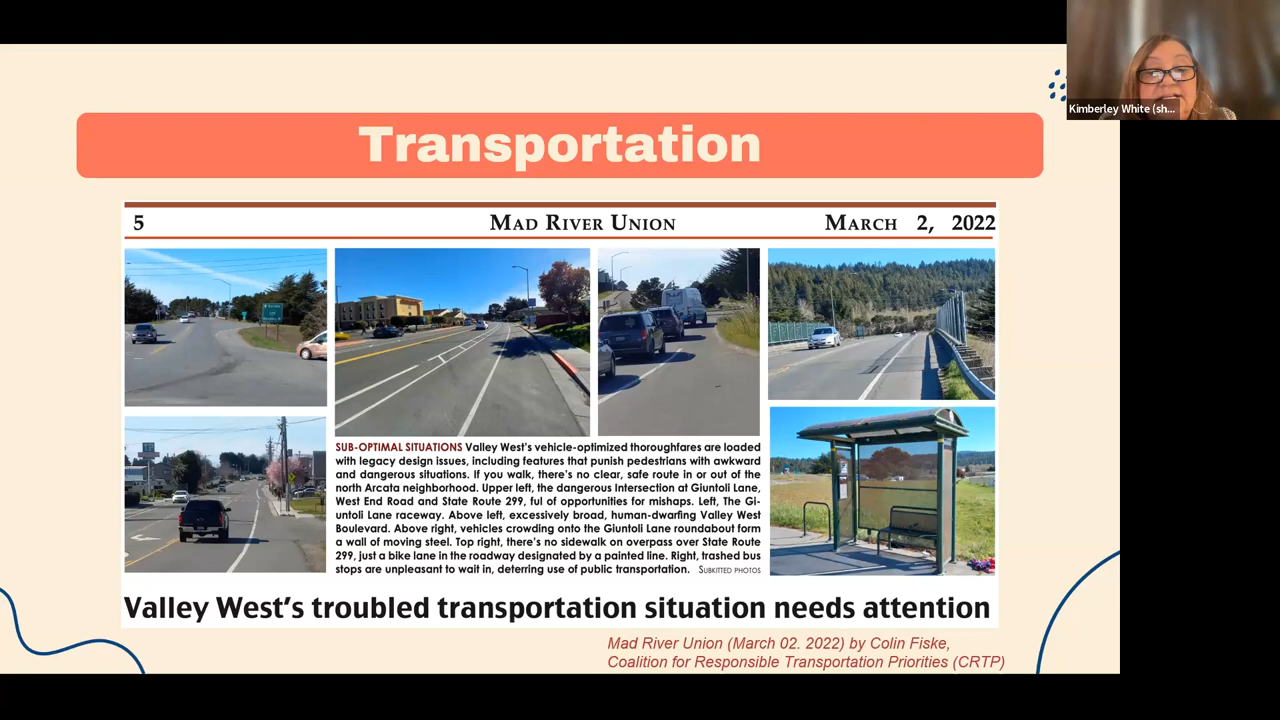 Kimberley White (sh...
Transportation
5 MAD RIVER UNION MARCH 2, 2022
SUB-OPTIMAL SITUATIONS Valley West's vehicle-optimized thoroughfares are loaded
with legacy design issues, including features that punish pedestrians with awkward
and dangerous situations. If you walk, there's no clear, safe route in or out of the
north Arcata neighborhood. Upper left, the dangerous Intersection at Giuntoli Lane,
West End Road and State Route 299, ful of opportunities for mishaps. Left, The Gi-
untoli Lane raceway. Above left, excessively broad, human-dwarfing Valley West
Boulevard. Above right, vehicles crowding onto the Giuntoli Lane roundabout form
a wall of moving steel. Top right, there's no sidewalk on overpass over State Route
299, just a bike lane in the roadway designated by a painted line. Right, trashed bus
stops are unpleasant to wait in, deterring use of public transportation. SUBKITTED PHOTOS
Valley West's troubled transportation situation needs attention
Mad River Union (March 02. 2022) by Colin Fiske,
Coalition for Responsible Transportation Priorities (CRTP)